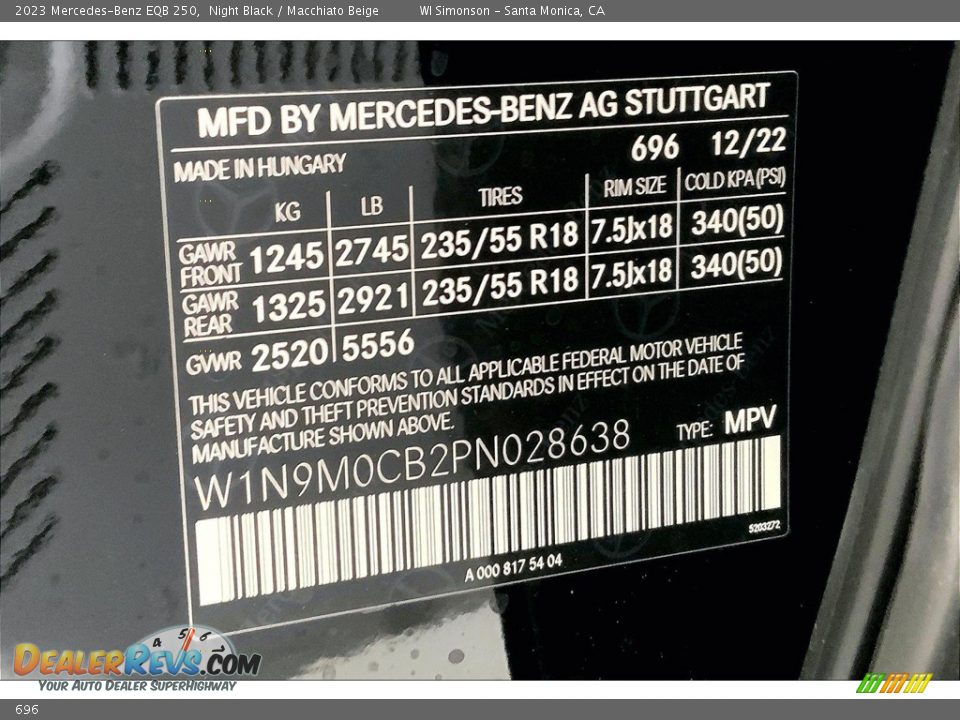 2023 Mercedes-Benz EQB 250, Night Black / Macchiato Beige WI Simonson - Santa Monica, CA
MFD BY MERCEDES-BENZ AG STUTTGART
MADE IN HUNGARY 696 12/22
KG LB TIRES RIM SIZE COLD KPA (PSI)
GAWR FRONT 1245 2745 235/55 R18 7.5Jx18 340(50)
GAWR REAR 1325 2921 235/55 R18 7.5Jx18 340(50)
GVWR 2520 5556
THIS VEHICLE CONFORMS TO ALL APPLICABLE FEDERAL MOTOR VEHICLE
SAFETY AND THEFT PREVENTION STANDARDS IN EFFECT ON THE DATE OF
MANUFACTURE SHOWN ABOVE.
TYPE: MPV
W1N9M0CB2PN028638
5203272
A 000 817 54 04
4 5 6
DEALERREVS.COM
YOUR AUTO DEALER SUPERHIGHWAY
696